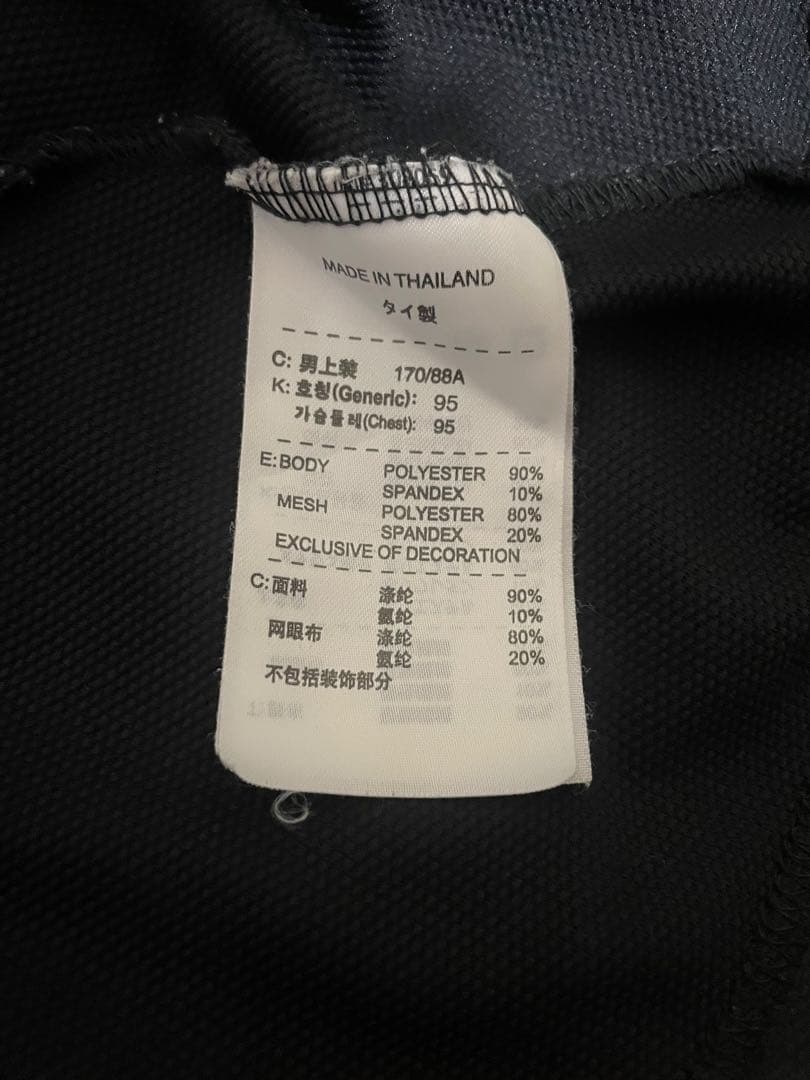 MADE IN THAILAND
タイ製
C: 男上装 170/88A
K: 호칭(Generic): 95
가슴둘레(Chest): 95
E: BODY POLYESTER 90%
SPANDEX 10%
MESH POLYESTER 80%
SPANDEX 20%
EXCLUSIVE OF DECORATION
C: 面料 涤纶 90%
氨纶 10%
网眼布 涤纶 80%
氨纶 20%
不包括装饰部分